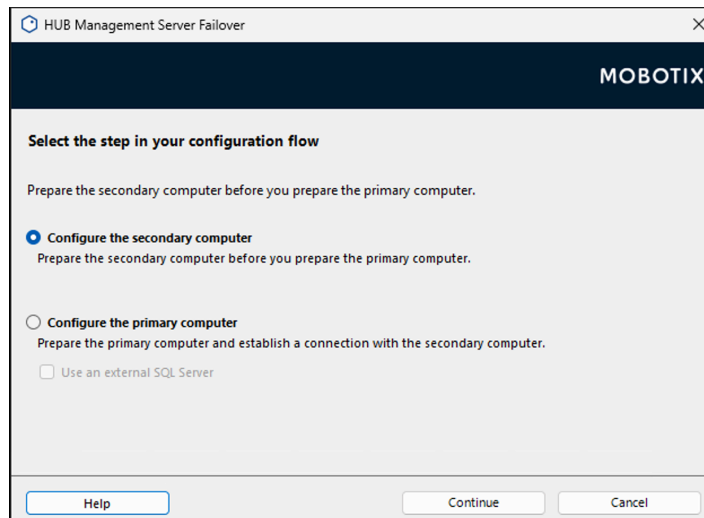 HUB Management Server Failover
MOBOTIX
Select the step in your configuration flow
Prepare the secondary computer before you prepare the primary computer.
Configure the secondary computer
Prepare the secondary computer before you prepare the primary computer.
Configure the primary computer
Prepare the primary computer and establish a connection with the secondary computer.
Use an external SQL Server
Help
Continue
Cancel